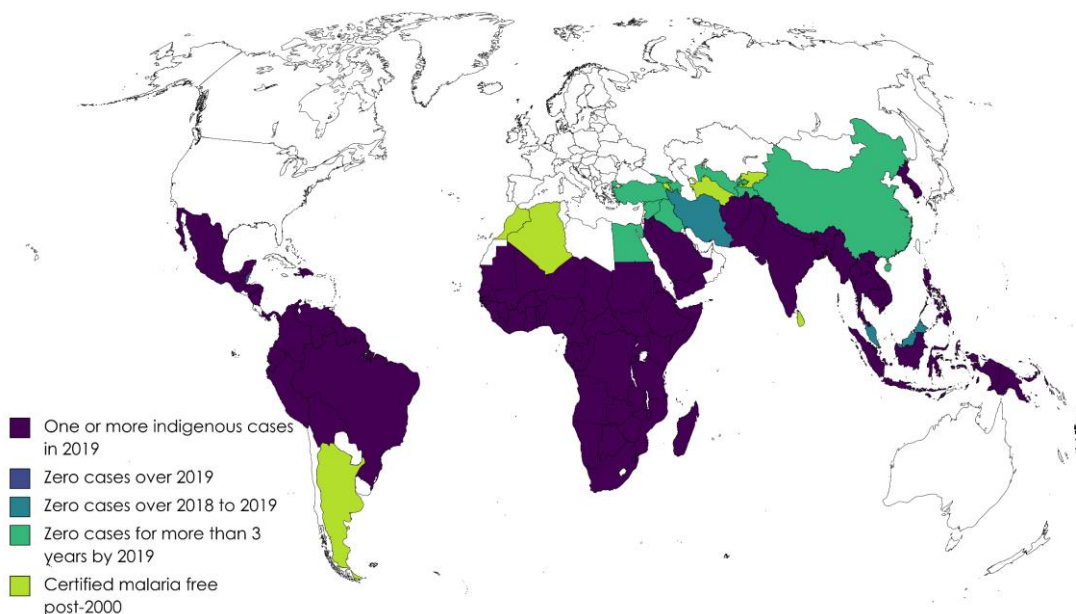 One or more indigenous cases
in 2019
Zero cases over 2019
Zero cases over 2018 to 2019
Zero cases for more than 3
years by 2019
Certified malaria free
post-2000